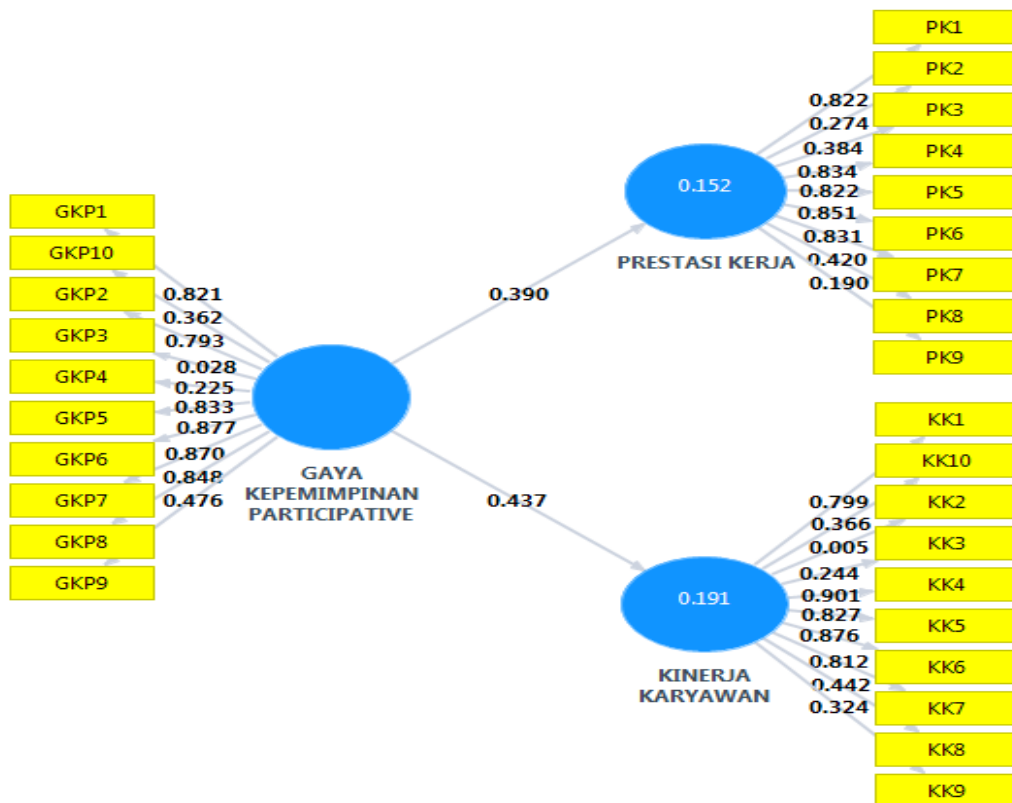 GKP1
GKP10
GKP2
GKP3
GKP4
GKP5
GKP6
GKP7
GKP8
GKP9
0.821
0.362
0.793
0.028
0.225
0.833
0.877
0.870
0.848
0.476
GAYA
KEPEMIMPINAN
PARTICIPATIVE
0.390
0.437
0.152
PRESTASI KERJA
0.822
0.274
0.384
0.834
0.822
0.851
0.831
0.420
0.190
PK1
PK2
PK3
PK4
PK5
PK6
PK7
PK8
PK9
0.191
KINERJA
KARYAWAN
0.799
0.366
0.005
0.244
0.901
0.827
0.876
0.812
0.442
0.324
KK1
KK10
KK2
KK3
KK4
KK5
KK6
KK7
KK8
KK9